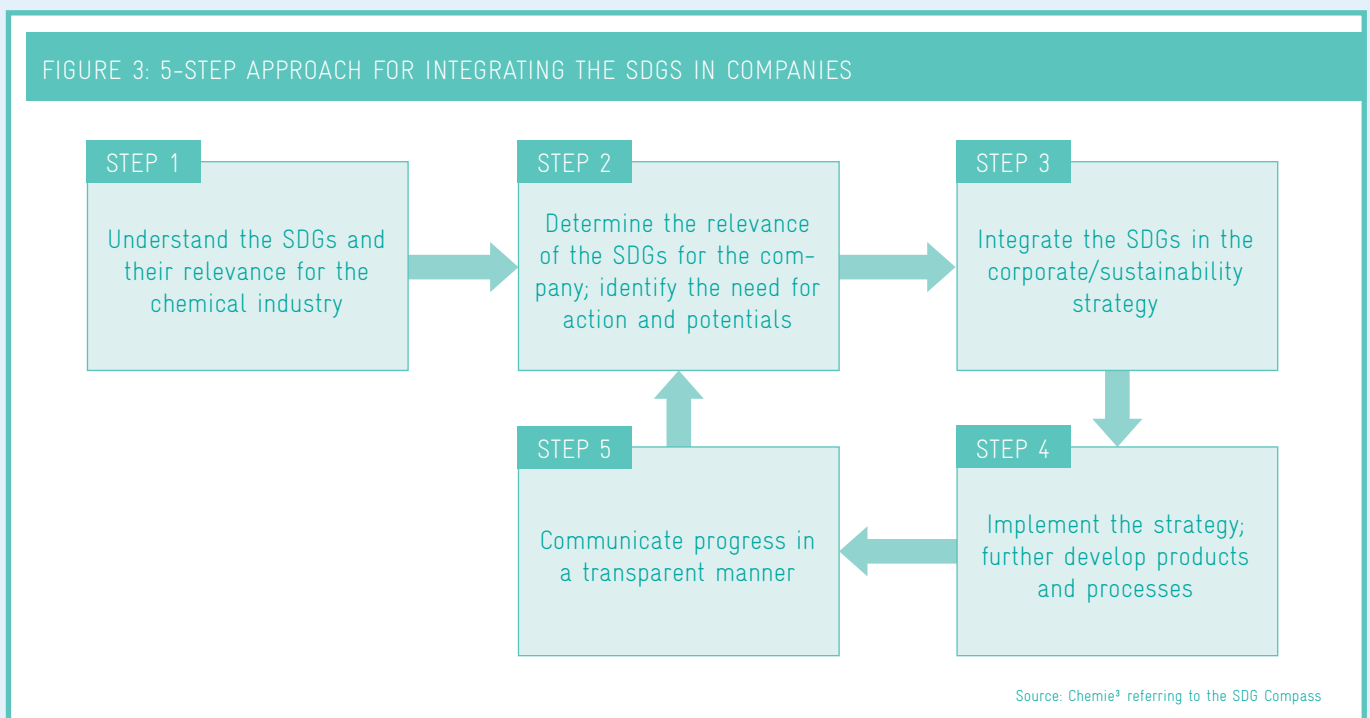 FIGURE 3: 5-STEP APPROACH FOR INTEGRATING THE SDGS IN COMPANIES
STEP 1
Understand the SDGs and
their relevance for the
chemical industry
STEP 2
Determine the relevance
of the SDGs for the com-
pany; identify the need for
action and potentials
STEP 3
Integrate the SDGs in the
corporate/sustainability
strategy
STEP 4
Implement the strategy;
further develop products
and processes
STEP 5
Communicate progress in
a transparent manner
Source: Chemie³ referring to the SDG Compass